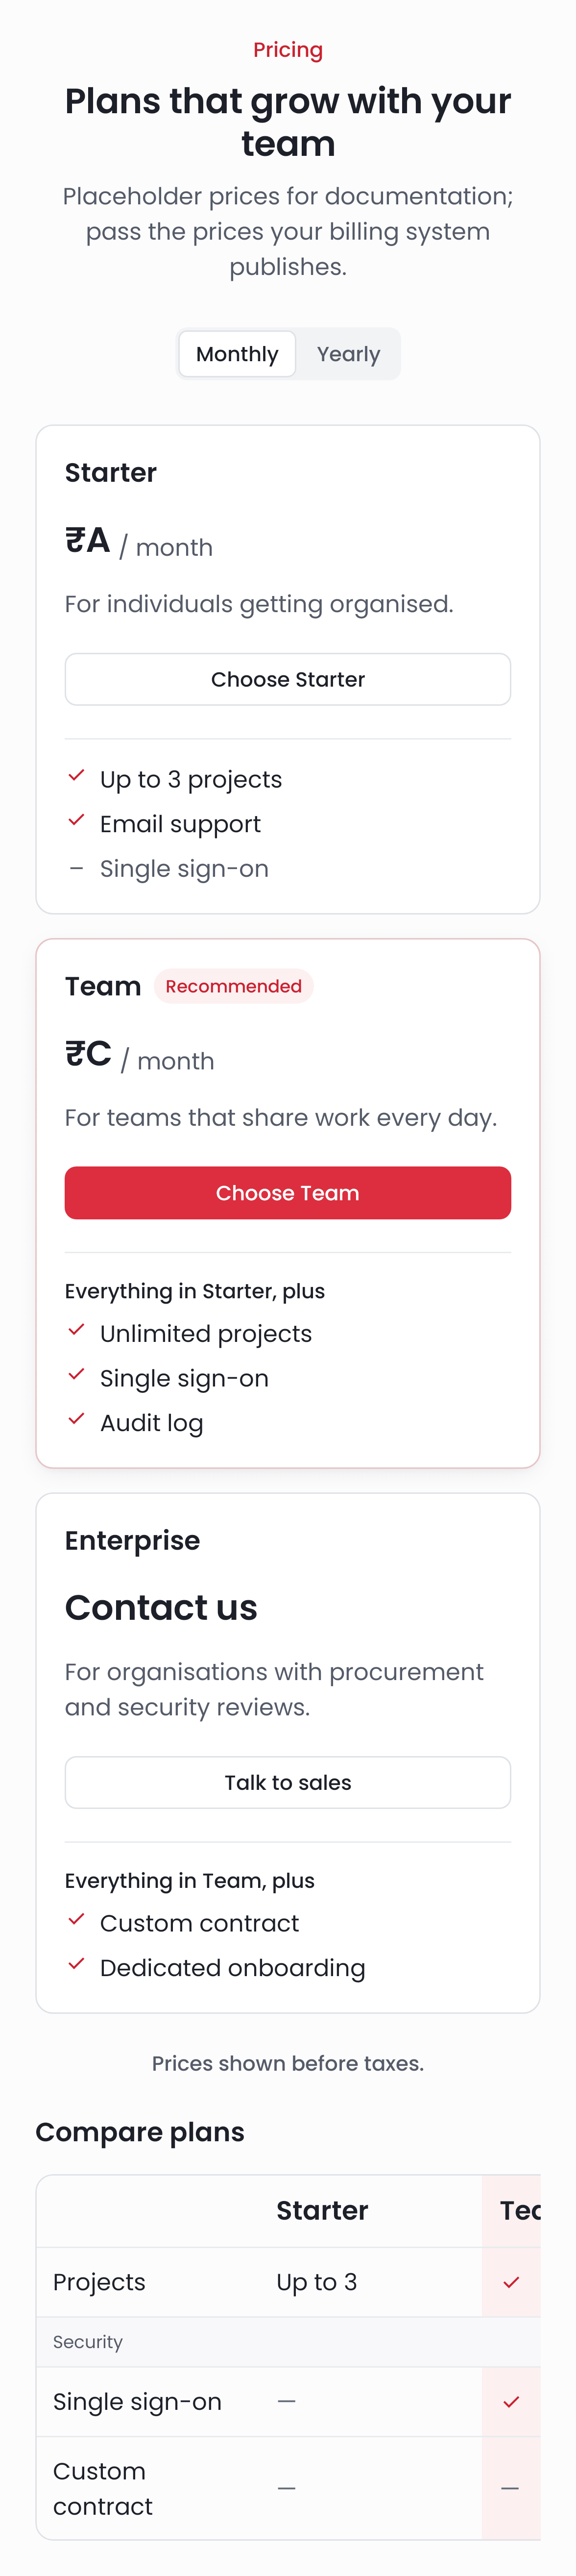 Pricing
Plans that grow with your
team
Placeholder prices for documentation;
pass the prices your billing system
publishes.
Monthly Yearly
Starter
₹A / month
For individuals getting organised.
Choose Starter
Up to 3 projects
Email support
– Single sign-on
Team Recommended
₹C / month
For teams that share work every day.
Choose Team
Everything in Starter, plus
Unlimited projects
Single sign-on
Audit log
Enterprise
Contact us
For organisations with procurement
and security reviews.
Talk to sales
Everything in Team, plus
Custom contract
Dedicated onboarding
Prices shown before taxes.
Compare plans
Starter
Projects Up to 3
Security
Single sign-on —
Custom
contract — —